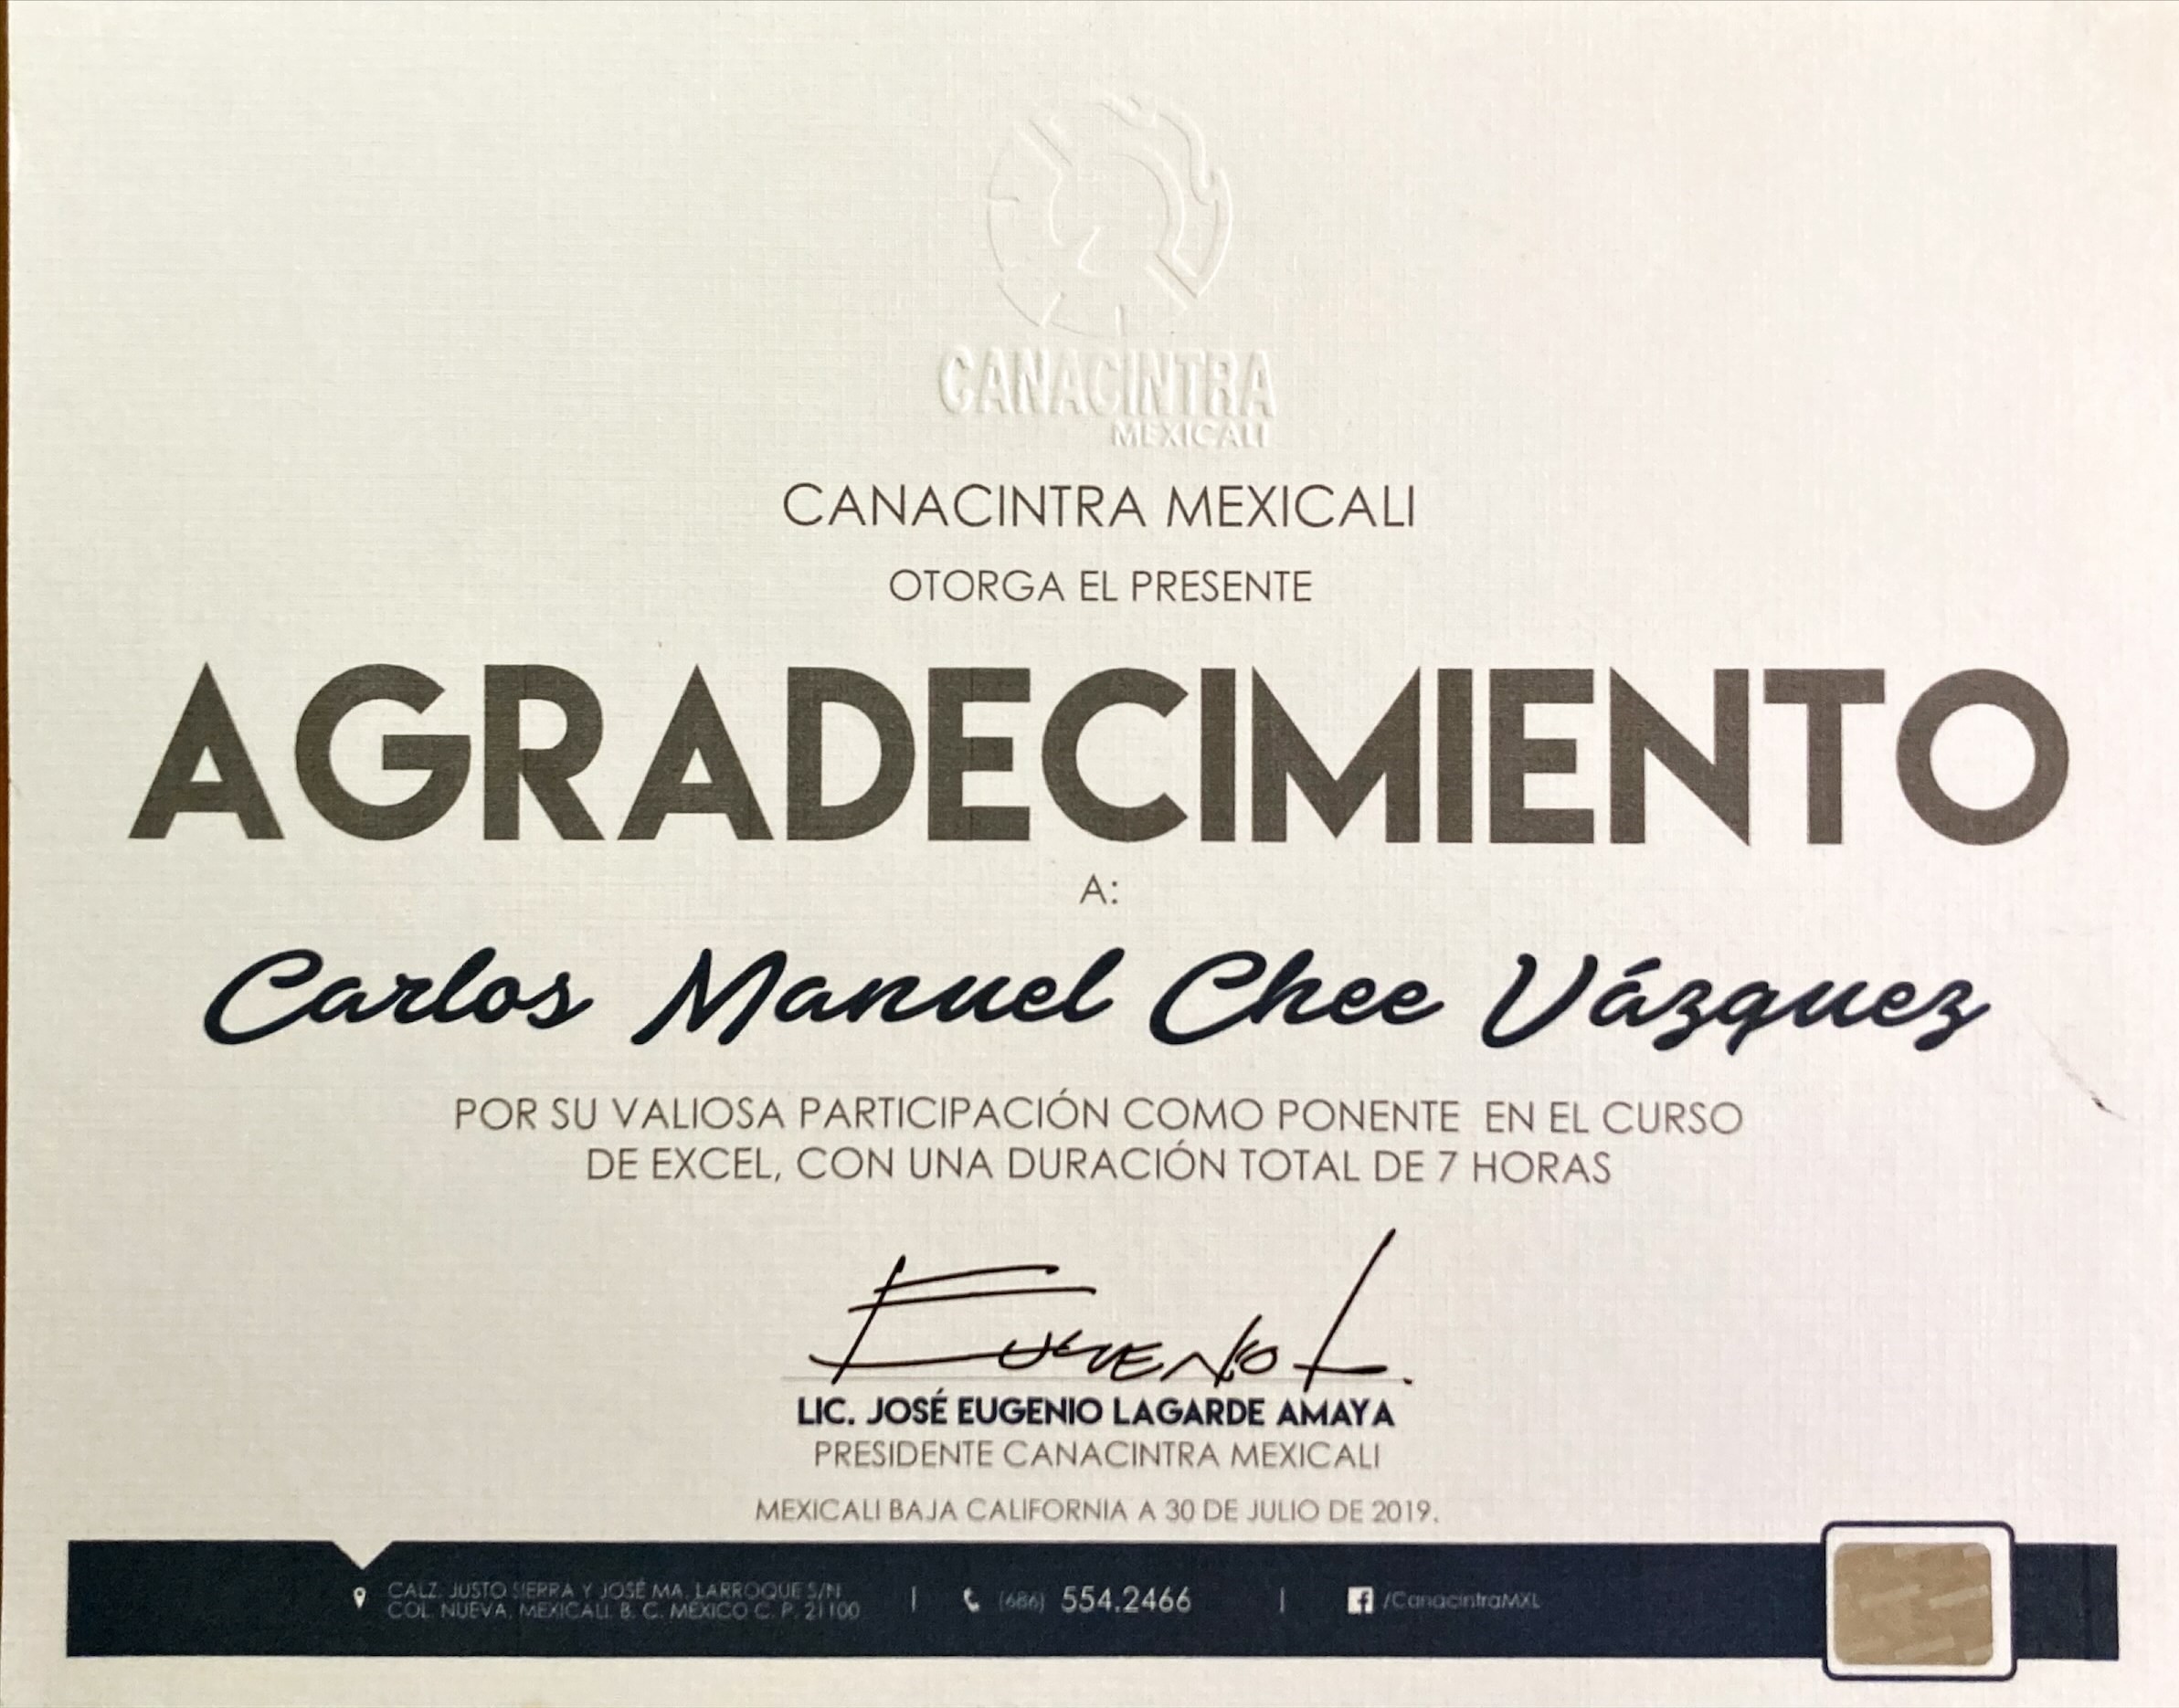 CANACINTRA
MEXICALI
CANACINTRA MEXICALI
OTORGA EL PRESENTE
AGRADECIMIENTO
A:
Carlos Manuel Chee Vázquez
POR SU VALIOSA PARTICIPACIÓN COMO PONENTE EN EL CURSO
DE EXCEL, CON UNA DURACIÓN TOTAL DE 7 HORAS
EUGENIO L.
LIC. JOSÉ EUGENIO LAGARDE AMAYA
PRESIDENTE CANACINTRA MEXICALI
MEXICALI BAJA CALIFORNIA A 30 DE JULIO DE 2019.
CALZ. JUSTO SIERRA Y JOSÉ MA. LARROQUE S/N
COL. NUEVA, MEXICALI, B. C. MÉXICO C. P. 21100
(686) 554.2466
/CanacintraMXL